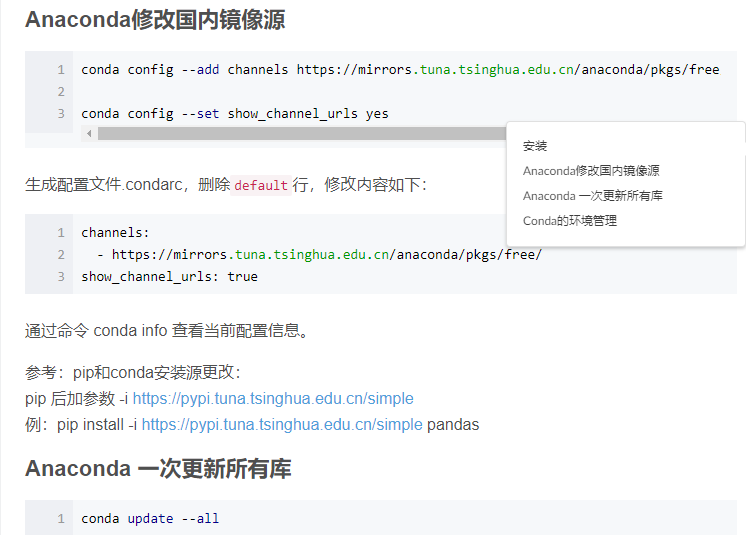 Anaconda修改国内镜像源
1 conda config --add channels https://mirrors.tuna.tsinghua.edu.cn/anaconda/pkgs/free
2
3 conda config --set show_channel_urls yes
安装
Anaconda修改国内镜像源
Anaconda 一次更新所有库
Conda的环境管理
生成配置文件.condarc，删除default行，修改内容如下：
1 channels:
2   - https://mirrors.tuna.tsinghua.edu.cn/anaconda/pkgs/free/
3 show_channel_urls: true
通过命令 conda info 查看当前配置信息。
参考：pip和conda安装源更改：
pip 后加参数 -i https://pypi.tuna.tsinghua.edu.cn/simple
例：pip install -i https://pypi.tuna.tsinghua.edu.cn/simple pandas
Anaconda 一次更新所有库
1 conda update --all